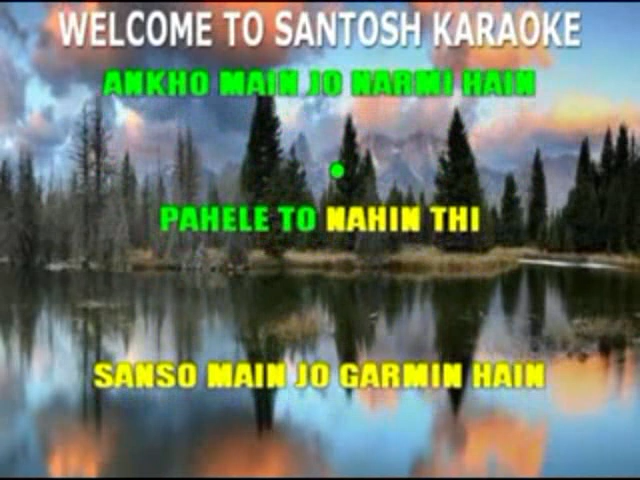 WELCOME TO SANTOSH KARAOKE
ANKHO MAIN JO NARMI HAIN
PAHELE TO NAHIN THI
SANSO MAIN JO GARMIN HAIN